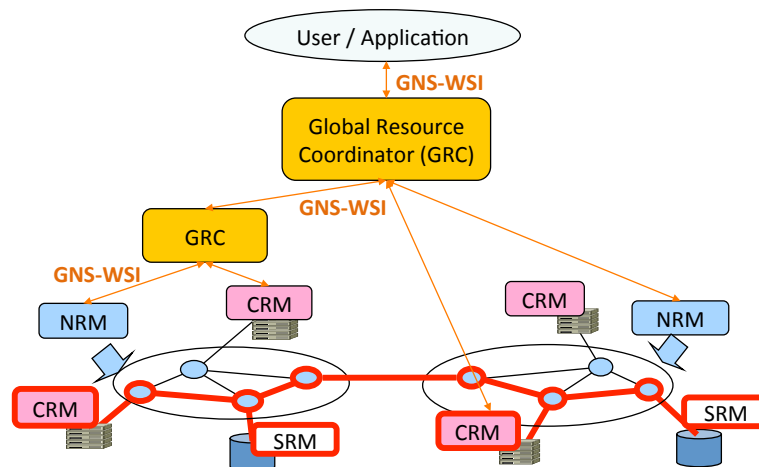 User / Application
GNS-WSI
Global Resource
Coordinator (GRC)
GNS-WSI
GRC
GNS-WSI
CRM
CRM
NRM
NRM
CRM
SRM
CRM
SRM